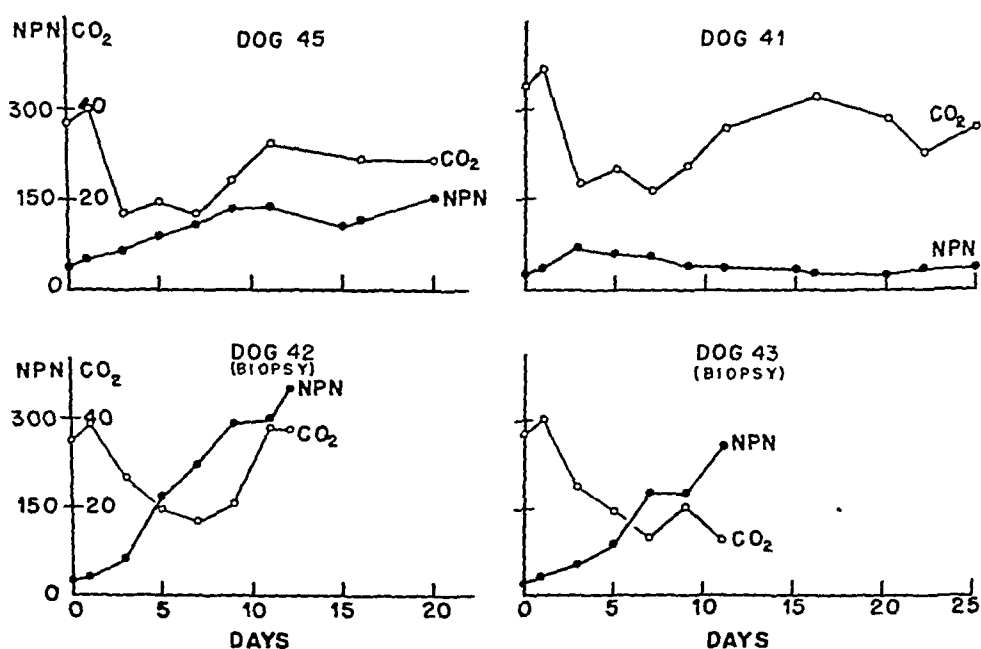 NPN CO₂
DOG 45
300 40
150 20
0
CO₂
NPN
DOG 41
CO₂
NPN
NPN CO₂
DOG 42
(BIOPSY)
300 40
150 20
0
NPN
CO₂
0 5 10 15 20
DAYS
DOG 43
(BIOPSY)
NPN
CO₂
0 5 10 15 20 25
DAYS